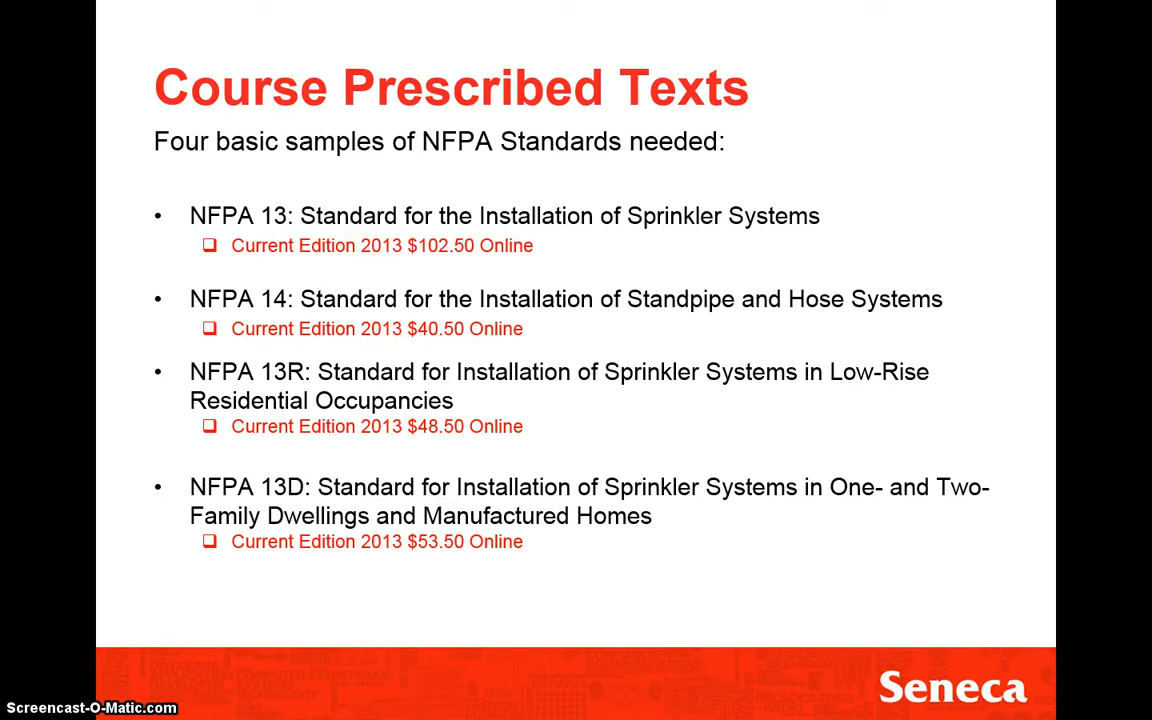 Course Prescribed Texts
Four basic samples of NFPA Standards needed:
• NFPA 13: Standard for the Installation of Sprinkler Systems
❑ Current Edition 2013 $102.50 Online
• NFPA 14: Standard for the Installation of Standpipe and Hose Systems
❑ Current Edition 2013 $40.50 Online
• NFPA 13R: Standard for Installation of Sprinkler Systems in Low-Rise
Residential Occupancies
❑ Current Edition 2013 $48.50 Online
• NFPA 13D: Standard for Installation of Sprinkler Systems in One- and Two-
Family Dwellings and Manufactured Homes
❑ Current Edition 2013 $53.50 Online
Seneca
Screencast-O-Matic.com